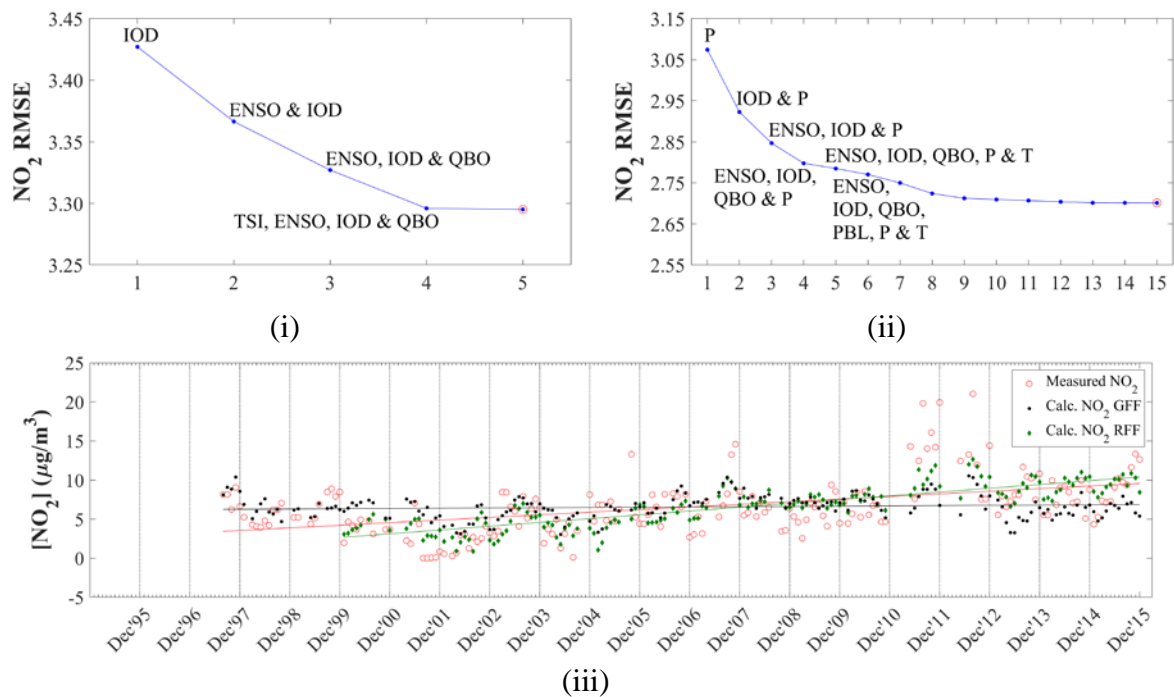 3.45
3.40
3.35
3.30
3.25
NO2 RMSE
IOD
ENSO & IOD
ENSO, IOD & QBO
TSI, ENSO, IOD & QBO
1 2 3 4 5
(i)
3.15
3.05
2.95
2.85
2.75
2.65
2.55
NO2 RMSE
P
IOD & P
ENSO, IOD & P
ENSO, IOD, QBO, P & T
ENSO, IOD,
QBO & P
ENSO,
IOD, QBO,
PBL, P & T
1 2 3 4 5 6 7 8 9 10 11 12 13 14 15
(ii)
25
20
15
10
5
0
-5
[NO2] (μg/m3)
Measured NO2
Calc. NO2 GFF
Calc. NO2 RFF
Dec'95 Dec'96 Dec'97 Dec'98 Dec'99 Dec'00 Dec'01 Dec'02 Dec'03 Dec'04 Dec'05 Dec'06 Dec'07 Dec'08 Dec'09 Dec'10 Dec'11 Dec'12 Dec'13 Dec'14 Dec'15
(iii)